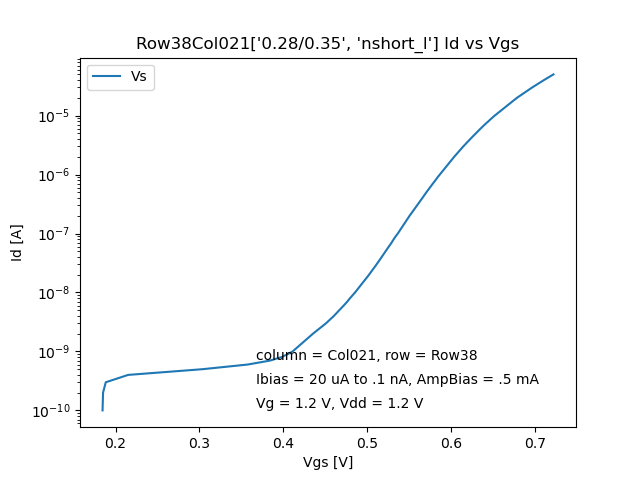 Row38Col021['0.28/0.35', 'nshort_l'] Id vs Vgs
Vs
Id [A]
10⁻⁵
10⁻⁶
10⁻⁷
10⁻⁸
10⁻⁹
10⁻¹⁰
column = Col021, row = Row38
Ibias = 20 uA to .1 nA, AmpBias = .5 mA
Vg = 1.2 V, Vdd = 1.2 V
0.2 0.3 0.4 0.5 0.6 0.7
Vgs [V]